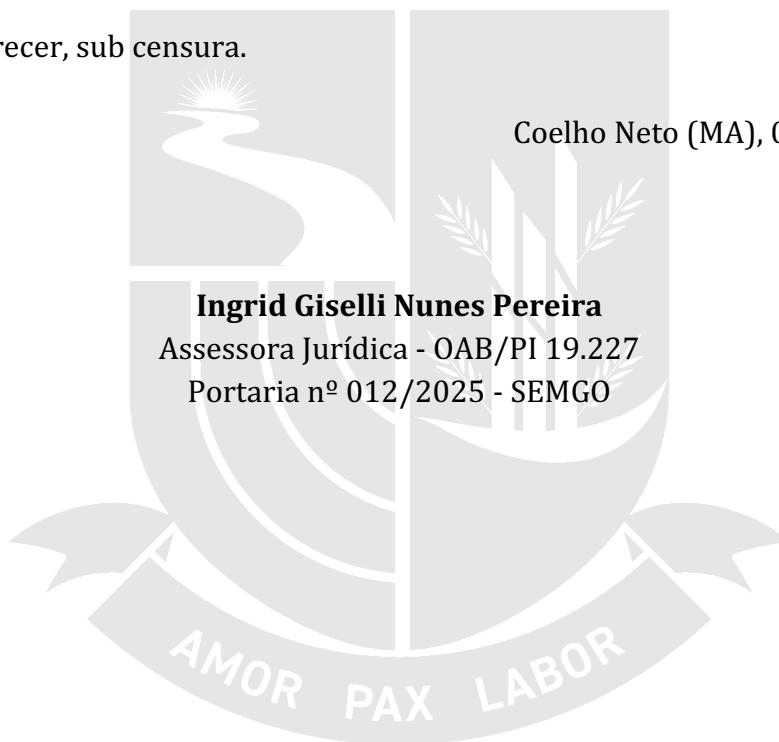 recer, sub censura.
Coelho Neto (MA), 0
Ingrid Giselli Nunes Pereira
Assessora Jurídica - OAB/PI 19.227
Portaria nº 012/2025 - SEMGO
AMOR PAX LABOR